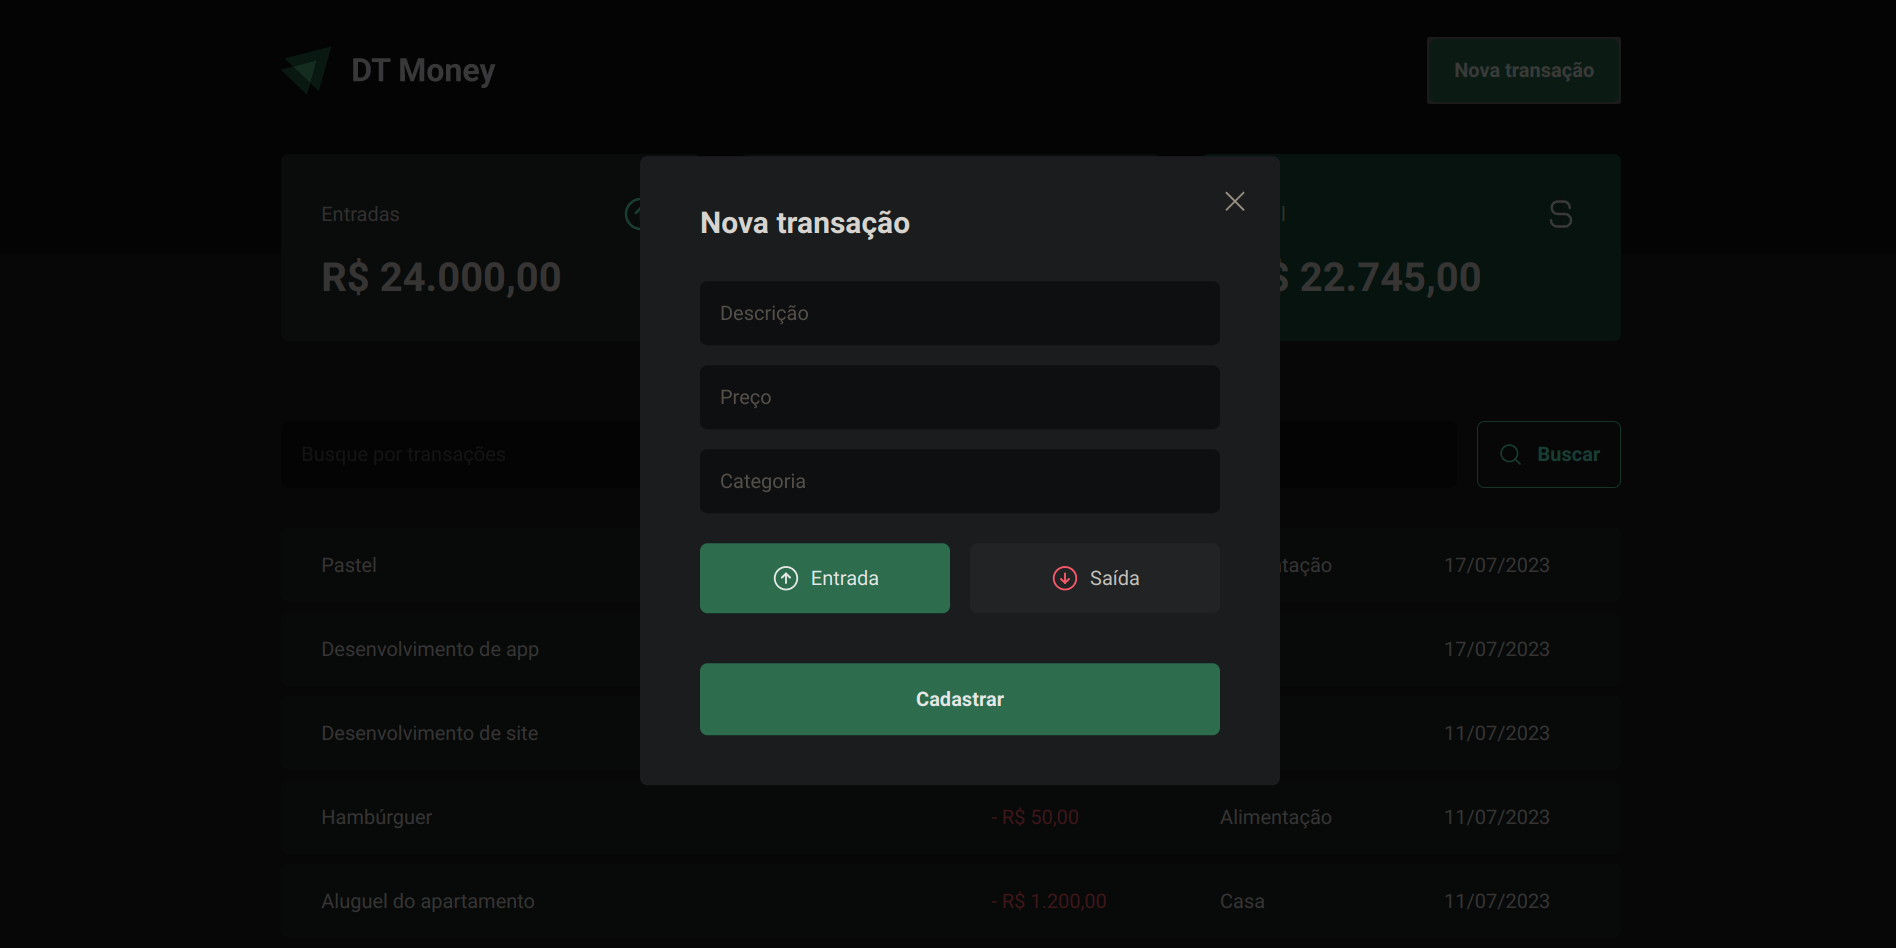 DT Money
Nova transação
Entradas
R$ 24.000,00
$ 22.745,00
Nova transação
Descrição
Preço
Categoria
Entrada
Saída
Cadastrar
Busque por transações
Buscar
Pastel
tação
17/07/2023
Desenvolvimento de app
17/07/2023
Desenvolvimento de site
11/07/2023
Hambúrguer
- R$ 50,00
Alimentação
11/07/2023
Aluguel do apartamento
- R$ 1.200,00
Casa
11/07/2023